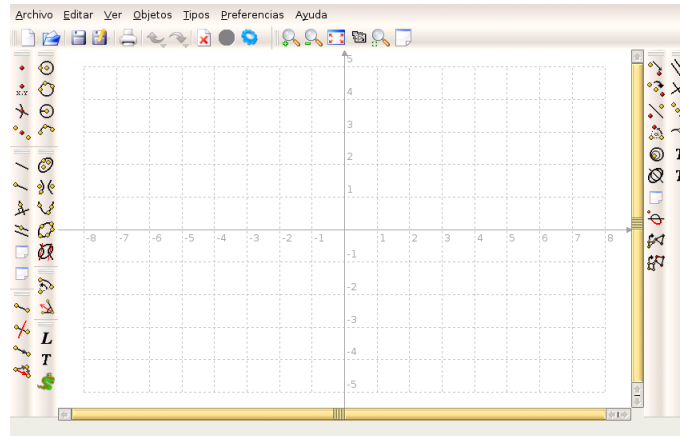 Archivo Editar Ver Objetos Tipos Preferencias Ayuda
5
4
3
2
1
-8 -7 -6 -5 -4 -3 -2 -1 1 2 3 4 5 6 7 8
-1
-2
-3
-4
-5
x,y
L
T
T
T